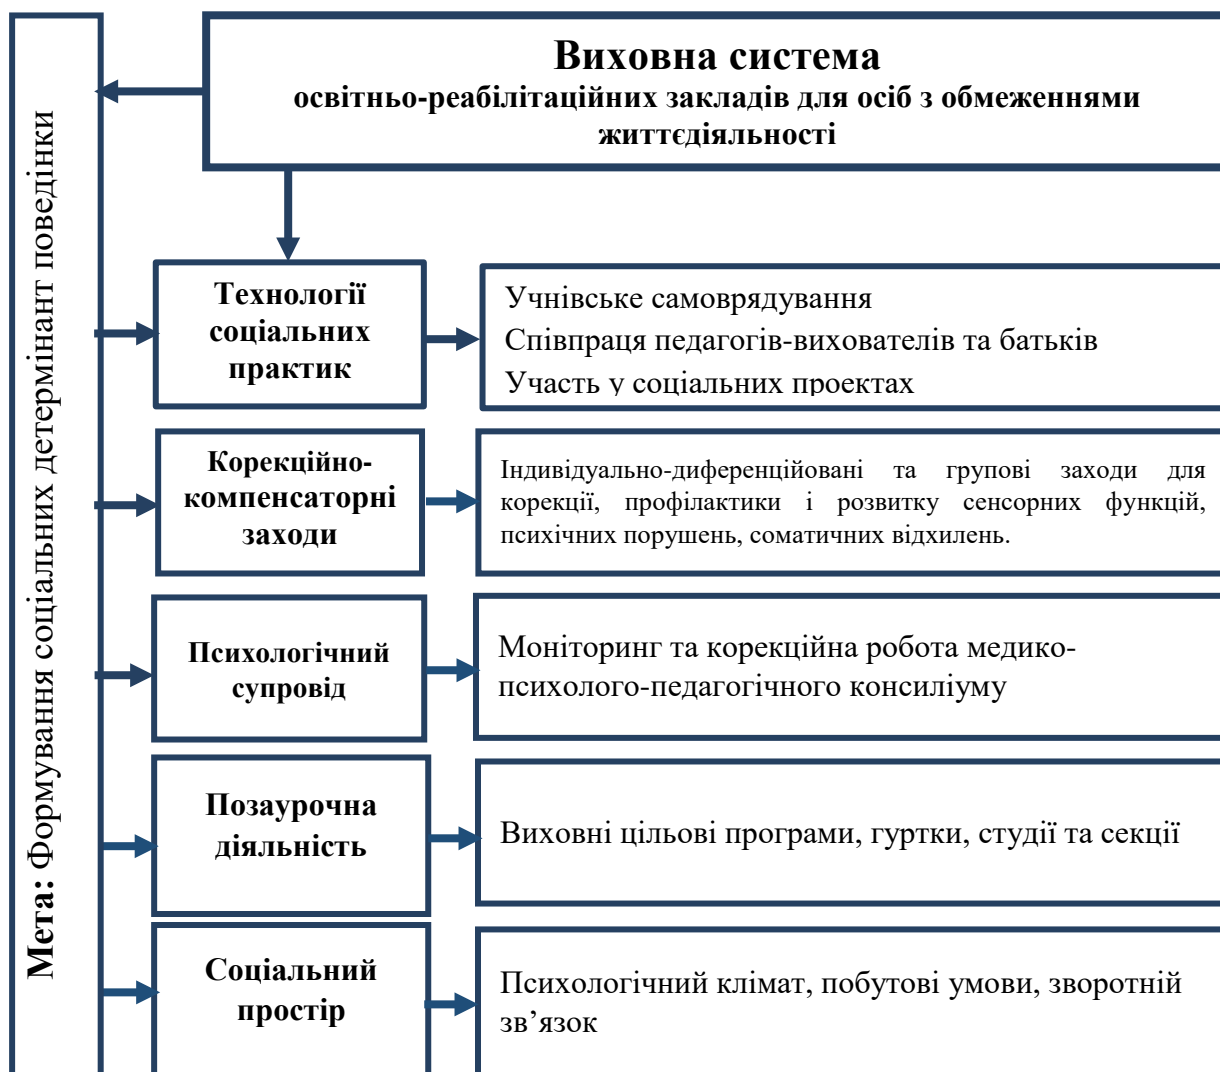 Виховна система
освітньо-реабілітаційних закладів для осіб з обмеженнями
життєдіяльності
Мета: Формування соціальних детермінант поведінки
Технології
соціальних
практик
Учнівське самоврядування
Співпраця педагогів-вихователів та батьків
Участь у соціальних проектах
Корекційно-
компенсаторні
заходи
Індивідуально-диференційовані та групові заходи для
корекції, профілактики і розвитку сенсорних функцій,
психічних порушень, соматичних відхилень.
Психологічний
супровід
Моніторинг та корекційна робота медико-
психолого-педагогічного консиліуму
Позаурочна
діяльність
Виховні цільові програми, гуртки, студії та секції
Соціальний
простір
Психологічний клімат, побутові умови, зворотній
зв’язок